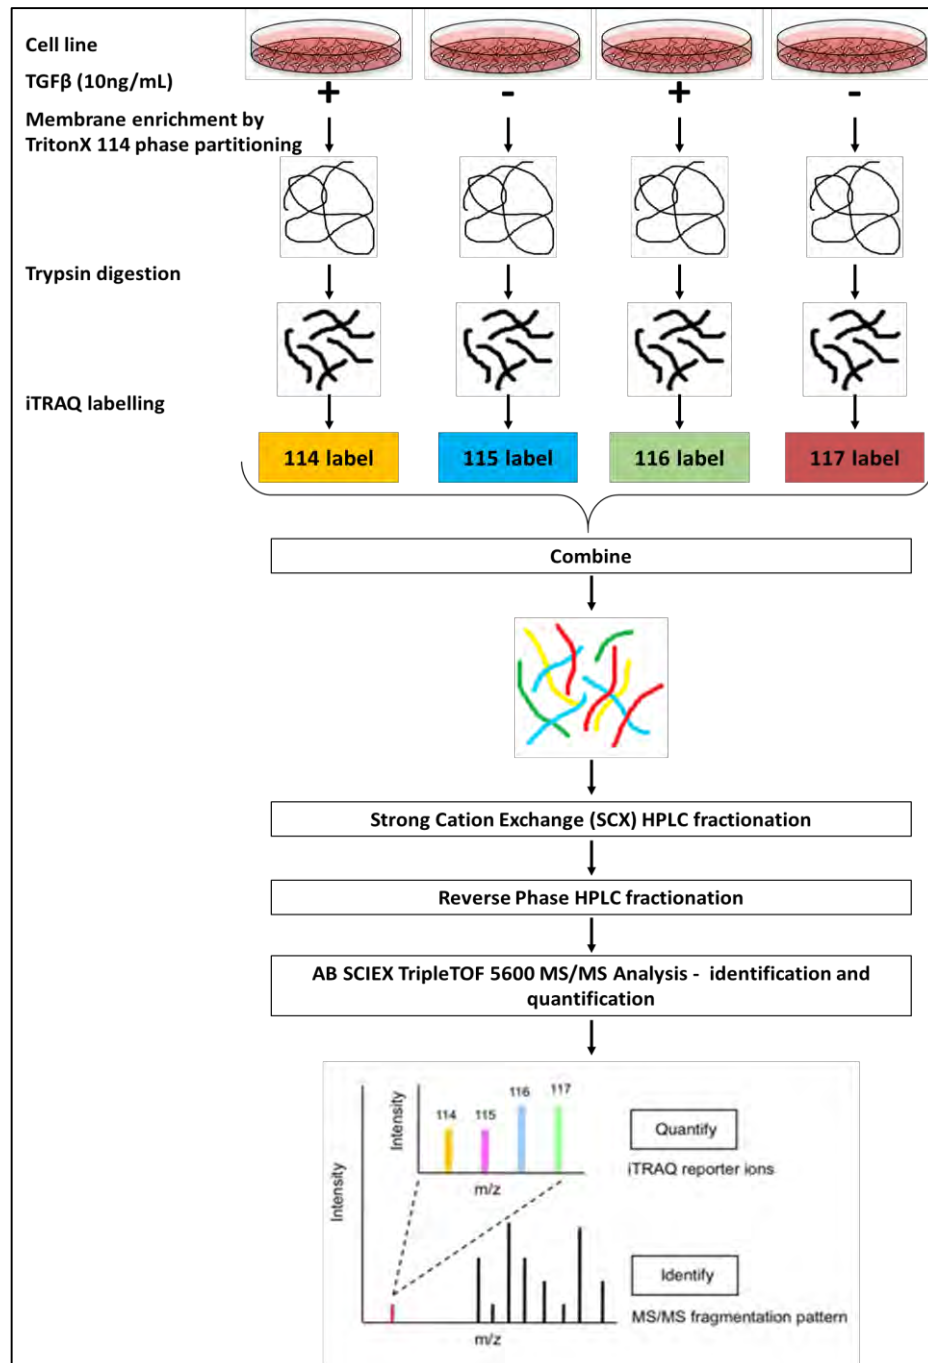 Cell line
TGFβ (10ng/mL)
+ - + -
Membrane enrichment by
TritonX 114 phase partitioning
Trypsin digestion
iTRAQ labelling
114 label 115 label 116 label 117 label
Combine
Strong Cation Exchange (SCX) HPLC fractionation
Reverse Phase HPLC fractionation
AB SCIEX TripleTOF 5600 MS/MS Analysis - identification and
quantification
Intensity
Intensity
114 115 116 117
m/z
Quantify
iTRAQ reporter ions
Identify
MS/MS fragmentation pattern
m/z